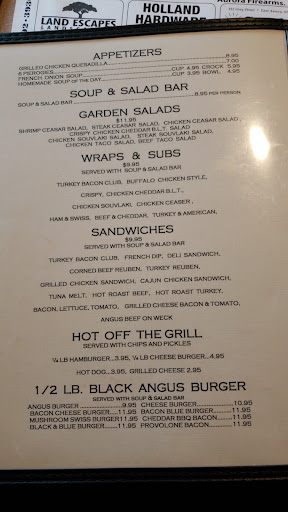 LAND ESCAPES
HOLLAND
HARDWARE
Aurora Firearms
APPETIZERS
GRILLED CHICKEN QUESADILLA 8.95
6 PIEROGIES 7.00
FRENCH ONION SOUP CUP 4.95 CROCK 5.95
HOMEMADE SOUP OF THE DAY CUP 3.95 BOWL 4.95
SOUP & SALAD BAR
SOUP & SALAD BAR 8.95 PER PERSON
GARDEN SALADS
$11.95
SHRIMP CEASAR SALAD, STEAK CEASAR SALAD, CHICKEN CEASAR SALAD,
CRISPY CHICKEN CHEDDAR B.L.T. SALAD
CHICKEN SOUVLAKI SALAD, STEAK SOUVLAKI SALAD,
CHICKEN TACO SALAD, BEEF TACO SALAD
WRAPS & SUBS
$9.95
SERVED WITH SOUP & SALAD BAR
TURKEY BACON CLUB, BUFFALO CHICKEN STYLE,
CRISPY, CHICKEN CHEDDAR B.L.T.,
CHICKEN SOUVLAKI, CHICKEN CEASER,
HAM & SWISS, BEEF & CHEDDAR, TURKEY & AMERICAN,
SANDWICHES
$9.95
SERVED WITH SOUP & SALAD BAR
TURKEY BACON CLUB, FRENCH DIP, DELI SANDWICH,
CORNED BEEF REUBEN, TURKEY REUBEN,
GRILLED CHICKEN SANDWICH, CAJUN CHICKEN SANDWICH,
TUNA MELT, HOT ROAST BEEF, HOT ROAST TURKEY,
BACON, LETTUCE, TOMATO, GRILLED CHEESE BACON & TOMATO,
ANGUS BEEF ON WECK
HOT OFF THE GRILL
SERVED WITH CHIPS AND PICKLES
¼ LB HAMBURGER...3.95, ¼ LB CHEESE BURGER...4.95
HOT DOG...3.95, GRILLED CHEESE 2.95
1/2 LB. BLACK ANGUS BURGER
SERVED WITH SOUP & SALAD BAR
ANGUS BURGER 9.95 CHEESE BURGER 10.95
BACON CHEESE BURGER 11.95 BACON BLUE BURGER 11.95
MUSHROOM SWISS BURGER 11.95 CHEDDAR BBQ BACON 11.95
BLACK & BLUE BURGER 11.95 PROVOLONE BACON 11.95